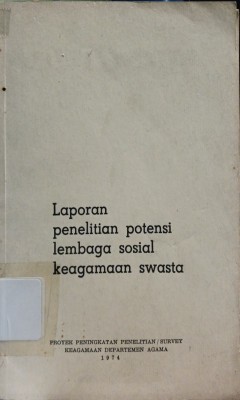 Laporan
penelitian potensi
lembaga sosial
keagamaan swasta
PROYEK PENINGKATAN PENELITIAN/SURVEY
KEAGAMAAN DEPARTEMEN AGAMA
1974